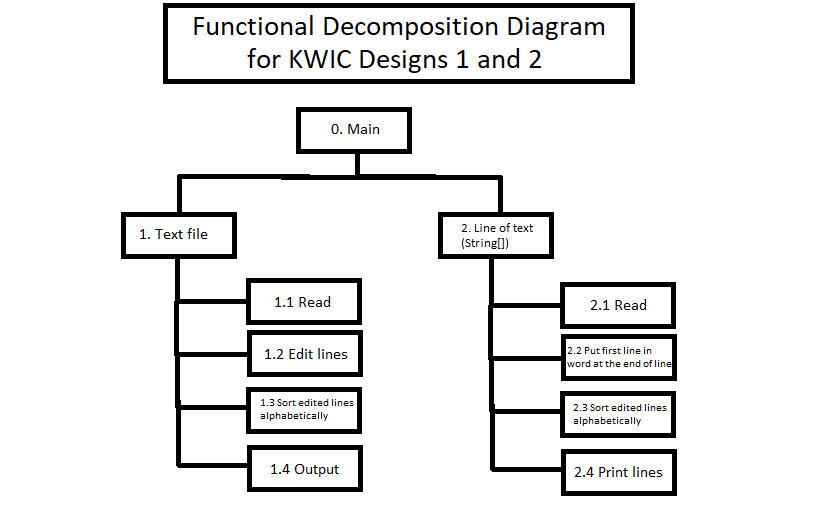 Functional Decomposition Diagram
for KWIC Designs 1 and 2
0. Main
1. Text file
1.1 Read
1.2 Edit lines
1.3 Sort edited lines
alphabetically
1.4 Output
2. Line of text
(String[])
2.1 Read
2.2 Put first line in
word at the end of line
2.3 Sort edited lines
alphabetically
2.4 Print lines